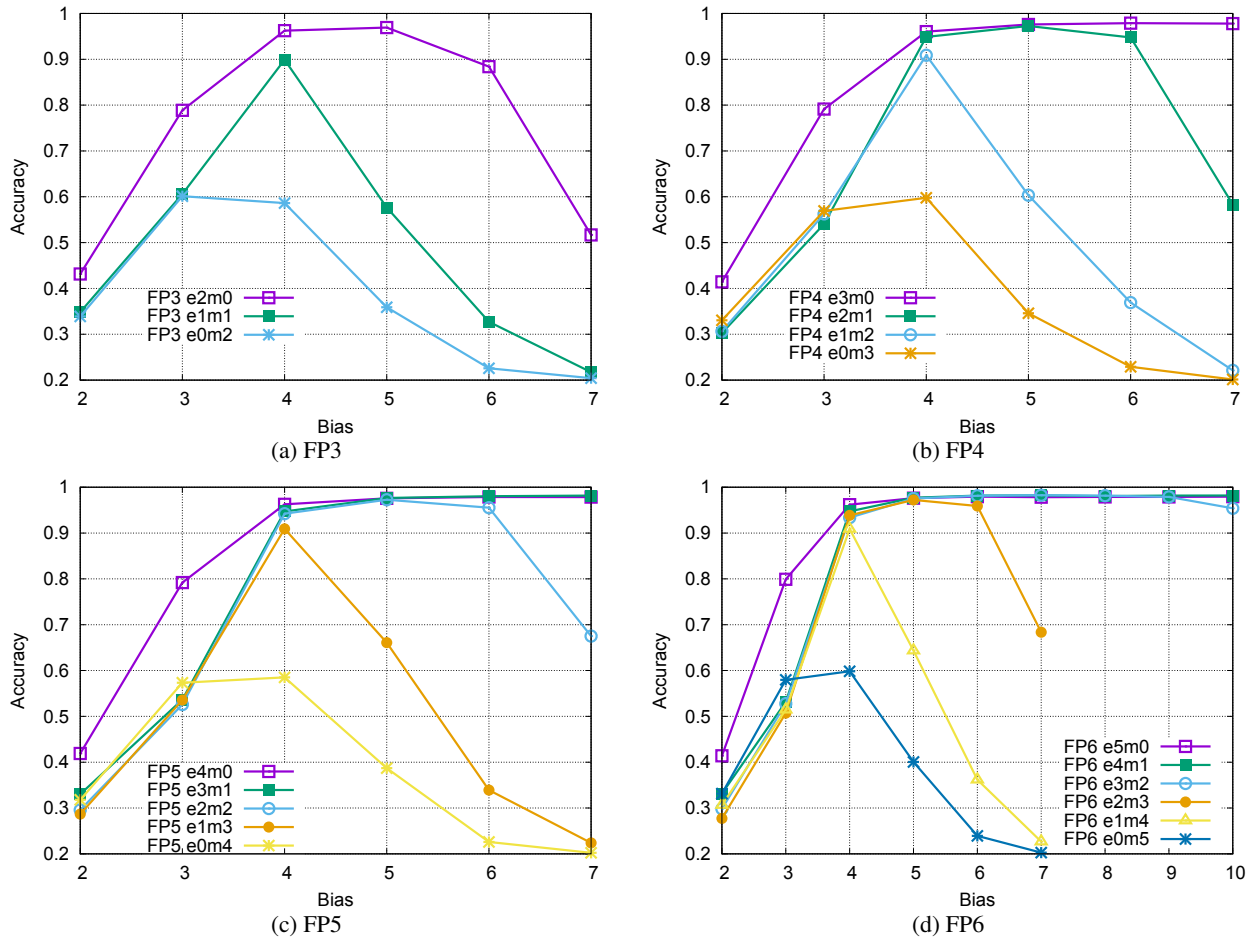 1
0.9
0.8
0.7
0.6
0.5
0.4
0.3
0.2
Accuracy
FP3 e2m0
FP3 e1m1
FP3 e0m2
2 3 4 5 6 7
Bias
(a) FP3
1
0.9
0.8
0.7
0.6
0.5
0.4
0.3
0.2
Accuracy
FP4 e3m0
FP4 e2m1
FP4 e1m2
FP4 e0m3
2 3 4 5 6 7
Bias
(b) FP4
1
0.9
0.8
0.7
0.6
0.5
0.4
0.3
0.2
Accuracy
FP5 e4m0
FP5 e3m1
FP5 e2m2
FP5 e1m3
FP5 e0m4
2 3 4 5 6 7
Bias
(c) FP5
1
0.9
0.8
0.7
0.6
0.5
0.4
0.3
0.2
Accuracy
FP6 e5m0
FP6 e4m1
FP6 e3m2
FP6 e2m3
FP6 e1m4
FP6 e0m5
2 3 4 5 6 7 8 9 10
Bias
(d) FP6